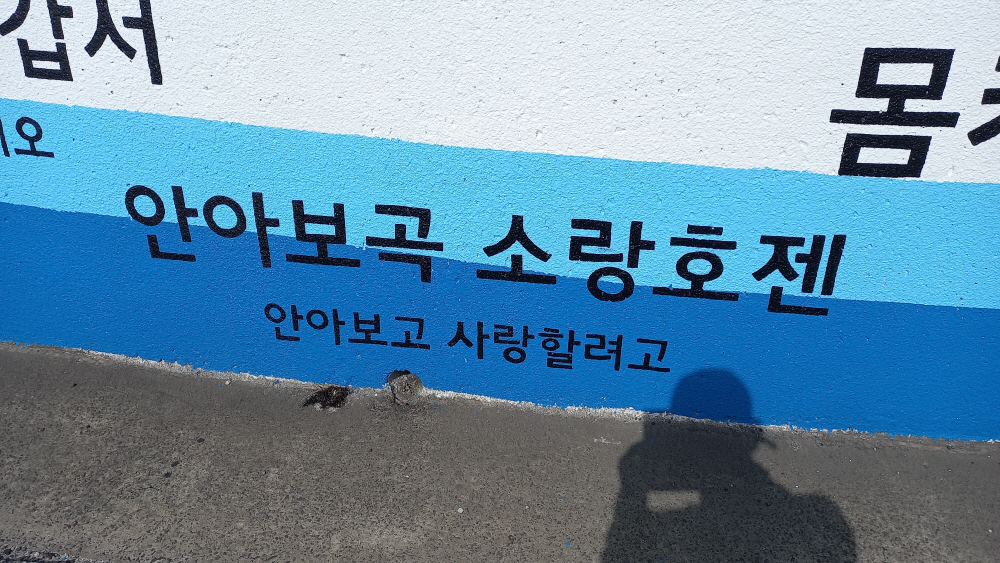 갑서
오
몸
안아보곡 소랑호젠
안아보고 사랑할려고